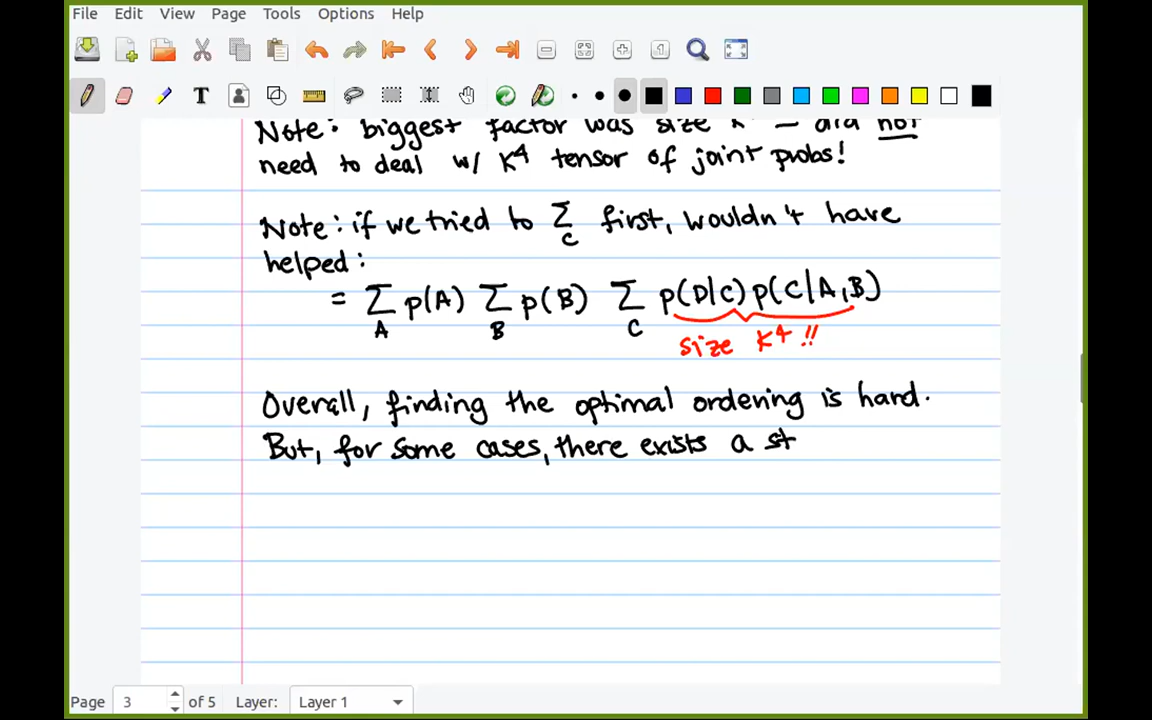 File Edit View Page Tools Options Help
Note: biggest factor was size — did not
need to deal w/ K⁴ tensor of joint probs!
Note: if we tried to Σ_C first, wouldn't have
helped:
= Σ_A p(A) Σ_B p(B) Σ_C p(D|C) p(C|A,B)
size K⁴ !!
Overall, finding the optimal ordering is hard.
But, for some cases, there exists a st
Page 3 of 5 Layer: Layer 1